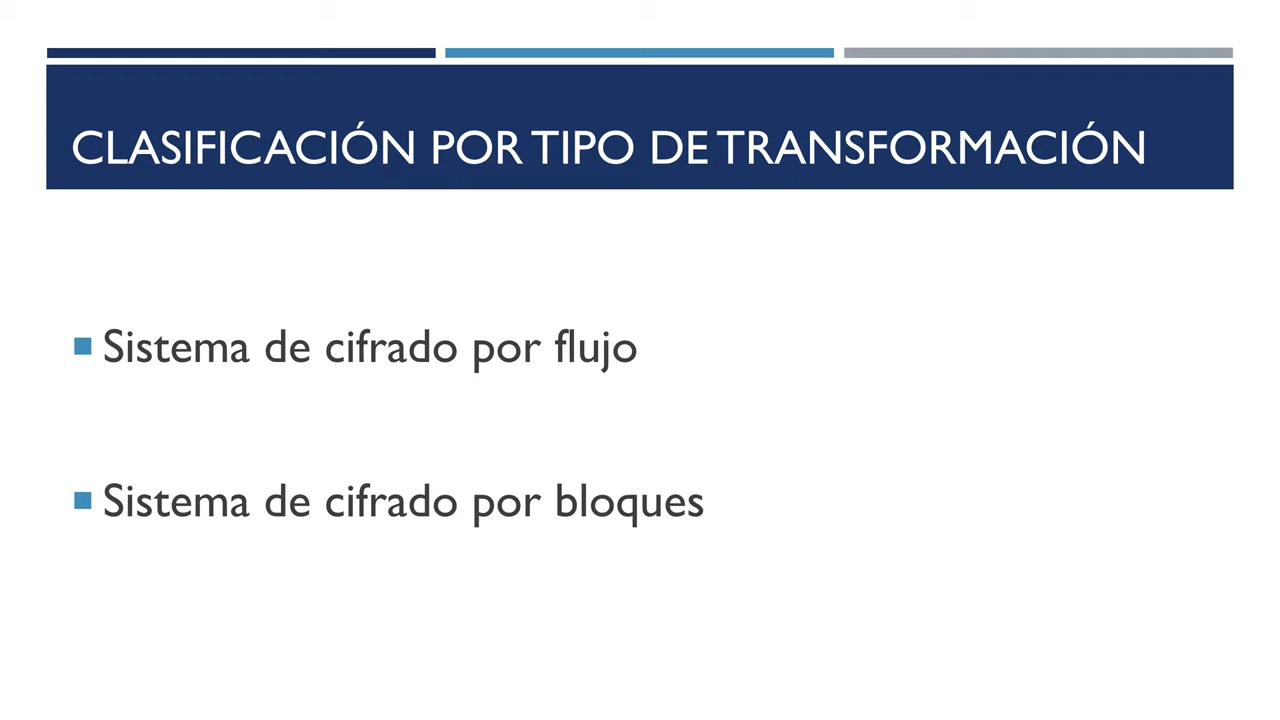 CLASIFICACIÓN POR TIPO DE TRANSFORMACIÓN
Sistema de cifrado por flujo
Sistema de cifrado por bloques